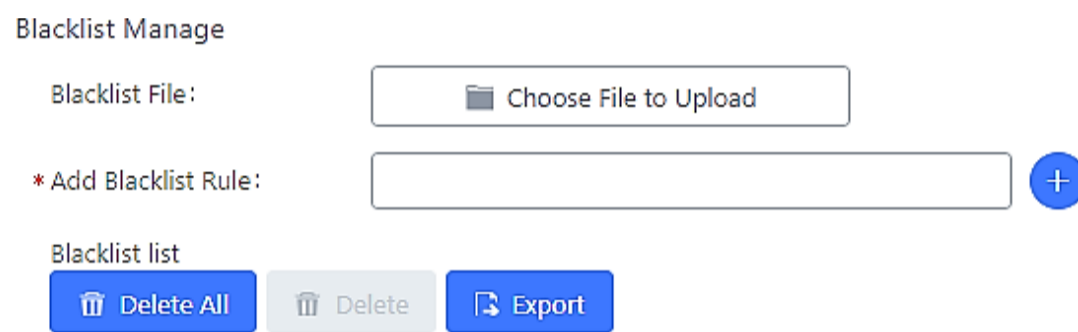 Blacklist Manage
Blacklist File:
Choose File to Upload
* Add Blacklist Rule:
Blacklist list
Delete All
Delete
Export